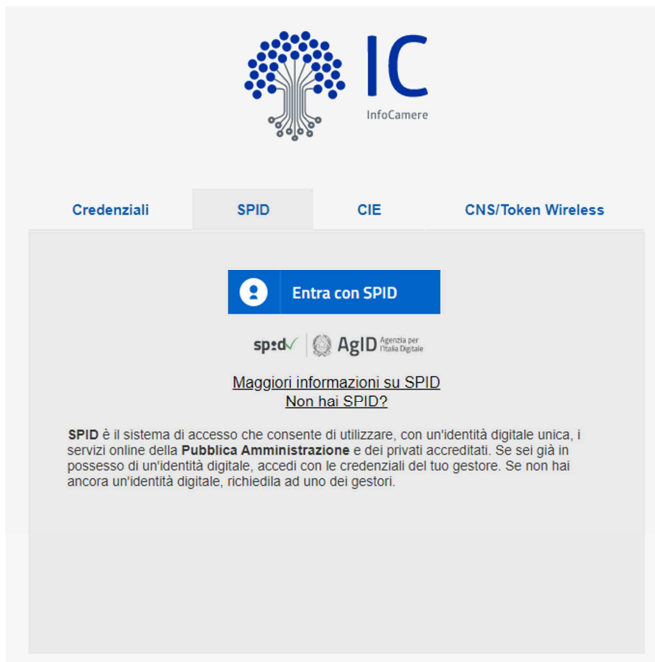 IC
InfoCamere
Credenziali SPID CIE CNS/Token Wireless
Entra con SPID
spid AgID Agenzia per
l'Italia Digitale
Maggiori informazioni su SPID
Non hai SPID?
SPID è il sistema di accesso che consente di utilizzare, con un'identità digitale unica, i
servizi online della Pubblica Amministrazione e dei privati accreditati. Se sei già in
possesso di un'identità digitale, accedi con le credenziali del tuo gestore. Se non hai
ancora un'identità digitale, richiedila ad uno dei gestori.